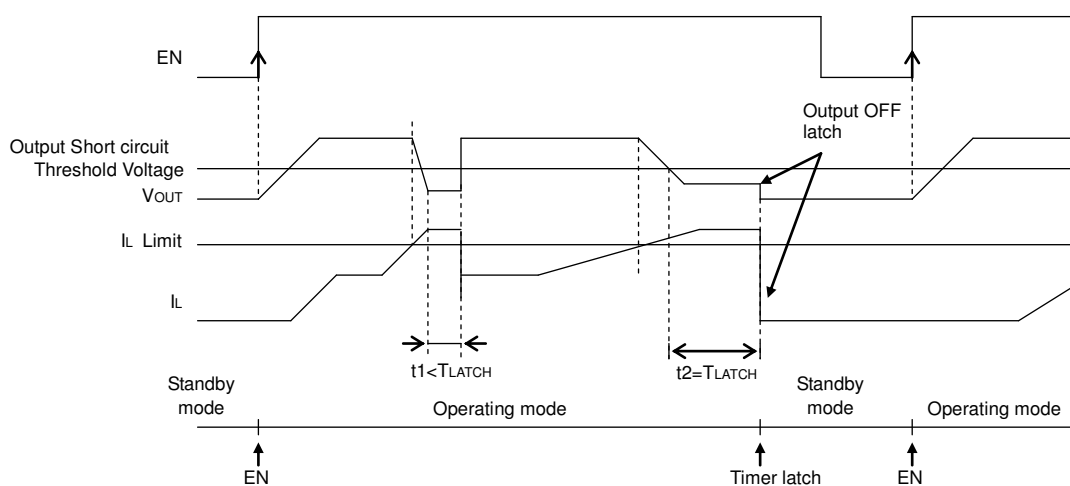 EN
Output OFF
latch
Output Short circuit
Threshold Voltage
VOUT
IL Limit
IL
t1<TLATCH
t2=TLATCH
Standby
mode
Operating mode
Standby
mode
Operating mode
EN
Timer latch
EN